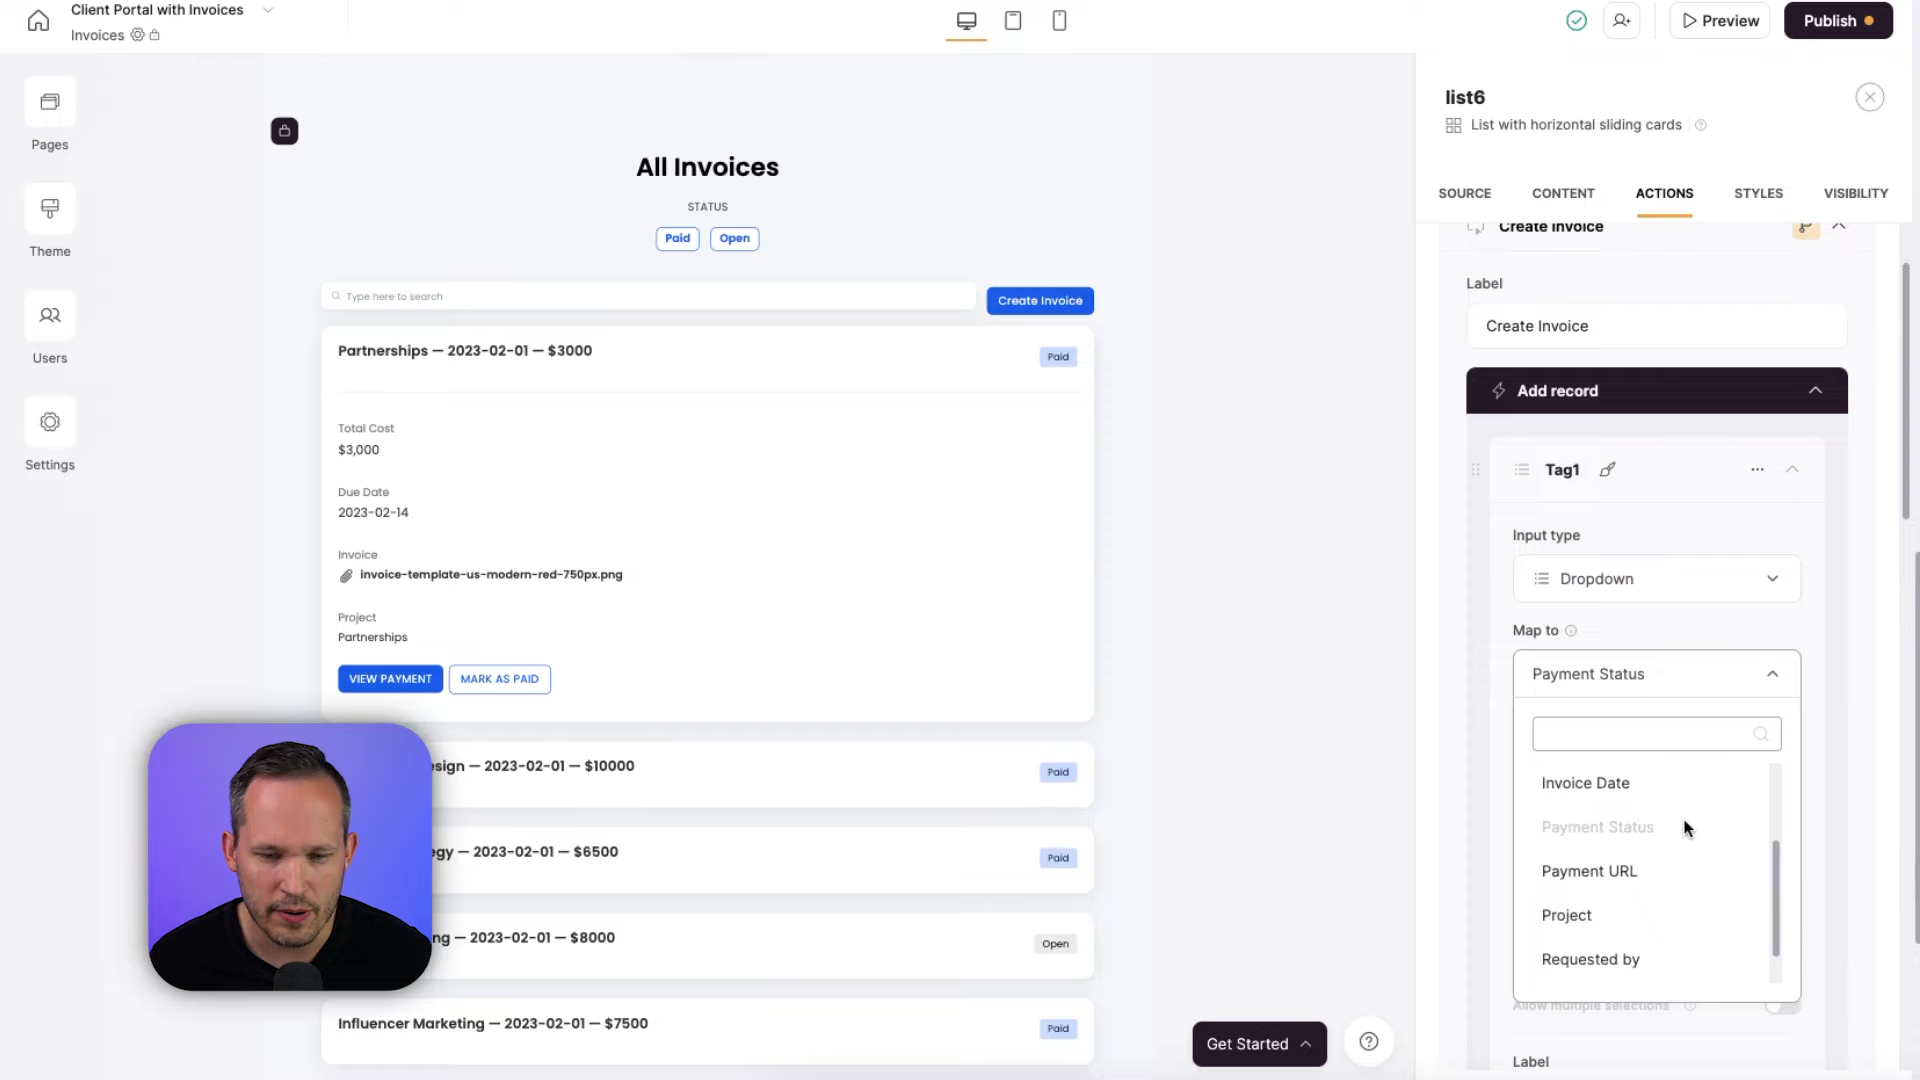 Client Portal with Invoices
Invoices
Preview
Publish
Pages
Theme
Users
Settings
All Invoices
STATUS
Paid
Open
Type here to search
Create Invoice
Partnerships — 2023-02-01 — $3000
Paid
Total Cost
$3,000
Due Date
2023-02-14
Invoice
invoice-template-us-modern-red-750px.png
Project
Partnerships
VIEW PAYMENT
MARK AS PAID
esign — 2023-02-01 — $10000
Paid
egy — 2023-02-01 — $6500
Paid
ng — 2023-02-01 — $8000
Open
Influencer Marketing — 2023-02-01 — $7500
Paid
Get Started
list6
List with horizontal sliding cards
SOURCE
CONTENT
ACTIONS
STYLES
VISIBILITY
Create Invoice
Label
Create Invoice
Add record
Tag1
Input type
Dropdown
Map to
Payment Status
Invoice Date
Payment Status
Payment URL
Project
Requested by
Allow multiple selections
Label